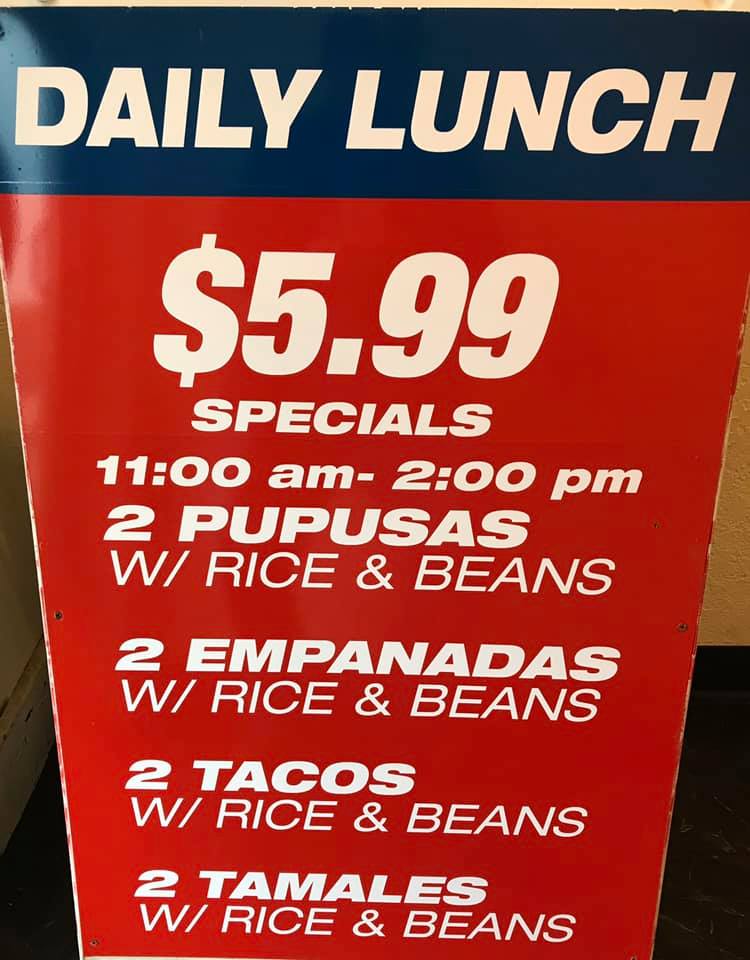 DAILY LUNCH
$5.99
SPECIALS
11:00 am- 2:00 pm
2 PUPUSAS
W/ RICE & BEANS
2 EMPANADAS
W/ RICE & BEANS
2 TACOS
W/ RICE & BEANS
2 TAMALES
W/ RICE & BEANS